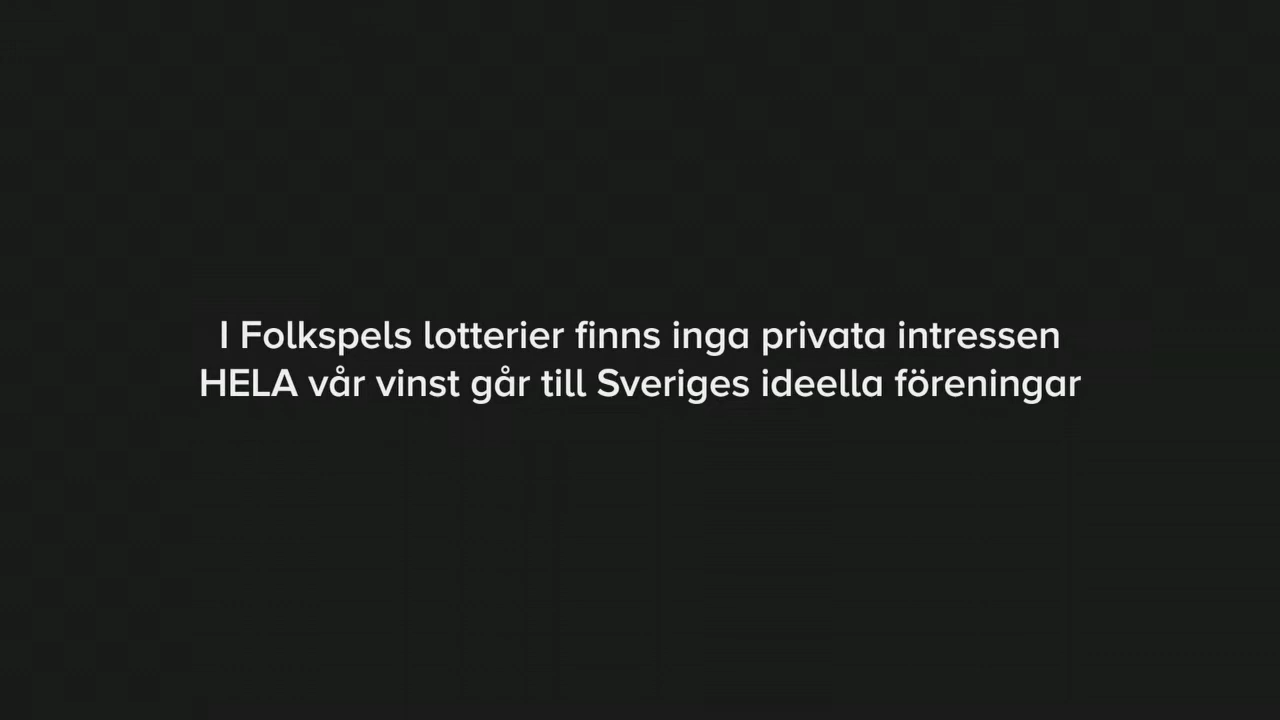 I Folkspels lotterier finns inga privata intressen
HELA vår vinst går till Sveriges ideella föreningar